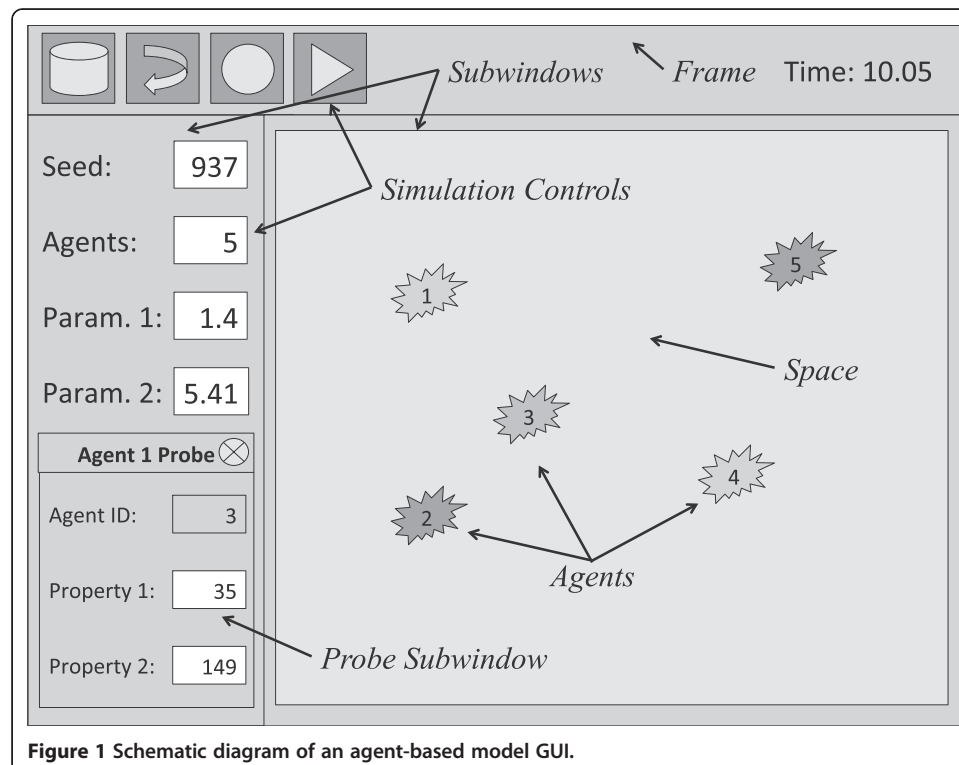 Subwindows
Frame
Time: 10.05
Seed: 937
Simulation Controls
Agents: 5
5
1
Param. 1: 1.4
Space
Param. 2: 5.41
3
Agent 1 Probe
4
Agent ID: 3
2
Agents
Property 1: 35
Probe Subwindow
Property 2: 149
Figure 1 Schematic diagram of an agent-based model GUI.